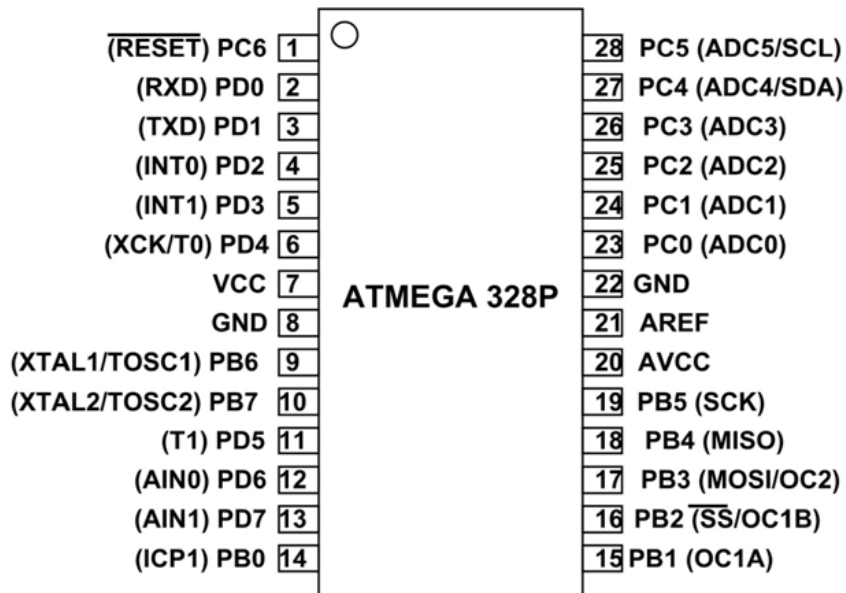 (RESET) PC6 1
(RXD) PD0 2
(TXD) PD1 3
(INT0) PD2 4
(INT1) PD3 5
(XCK/T0) PD4 6
VCC 7
GND 8
(XTAL1/TOSC1) PB6 9
(XTAL2/TOSC2) PB7 10
(T1) PD5 11
(AIN0) PD6 12
(AIN1) PD7 13
(ICP1) PB0 14
ATMEGA 328P
28 PC5 (ADC5/SCL)
27 PC4 (ADC4/SDA)
26 PC3 (ADC3)
25 PC2 (ADC2)
24 PC1 (ADC1)
23 PC0 (ADC0)
22 GND
21 AREF
20 AVCC
19 PB5 (SCK)
18 PB4 (MISO)
17 PB3 (MOSI/OC2)
16 PB2 (SS/OC1B)
15 PB1 (OC1A)